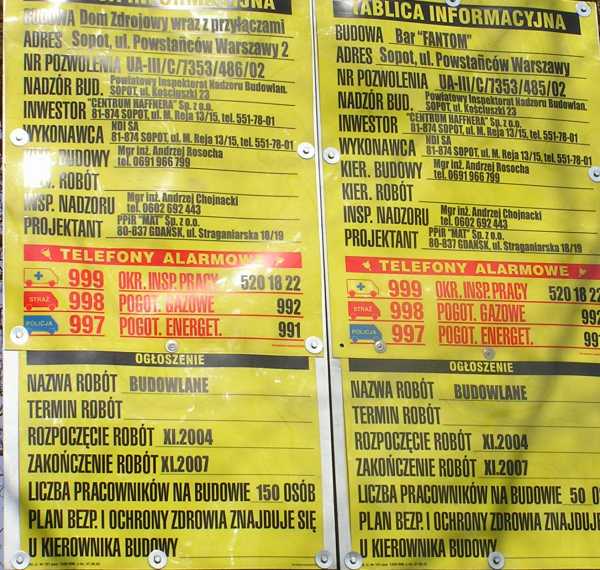 INFORMACYJNA
BUDOWA Dom Zdrojowy wraz z przyłączami
ADRES Sopot, ul. Powstańców Warszawy 2
NR POZWOLENIA UA-III/C/7353/486/02
NADZÓR BUD. Powiatowy Inspektorat Nadzoru Budowlan.
SOPOT, ul. Kościuszki 23
INWESTOR "CENTRUM HAFFNERA" Sp. z o.o.
81-874 SOPOT, ul. M. Reja 13/15, tel. 551-78-01
WYKONAWCA NDI SA
81-874 SOPOT, ul. M. Reja 13/15, tel. 551-78-01
KIER. BUDOWY Mgr inż. Andrzej Rosocha
tel. 0691 966 799
KIER. ROBÓT
INSP. NADZORU Mgr inż. Andrzej Chojnacki
tel. 0602 692 443
PROJEKTANT PPiR "MAT" Sp. z o.o.
80-837 GDAŃSK, ul. Straganiarska 18/19
TELEFONY ALARMOWE
999 OKR. INSP. PRACY 520 18 22
STRAŻ 998 POGOT. GAZOWE 992
POLICJA 997 POGOT. ENERGET. 991
OGŁOSZENIE
NAZWA ROBÓT BUDOWLANE
TERMIN ROBÓT
ROZPOCZĘCIE ROBÓT XI.2004
ZAKOŃCZENIE ROBÓT XI.2007
LICZBA PRACOWNIKÓW NA BUDOWIE 150 OSÓB
PLAN BEZP. I OCHRONY ZDROWIA ZNAJDUJE SIĘ
U KIEROWNIKA BUDOWY
TABLICA INFORMACYJNA
BUDOWA Bar "FANTOM"
ADRES Sopot, ul. Powstańców Warszawy
NR POZWOLENIA UA-III/C/7353/485/02
NADZÓR BUD. Powiatowy Inspektorat Nadzoru Budowlan.
SOPOT, ul. Kościuszki 23
INWESTOR "CENTRUM HAFFNERA" Sp. z o.o.
81-874 SOPOT, ul. M. Reja 13/15, tel. 551-78-01
WYKONAWCA NDI SA
81-874 SOPOT, ul. M. Reja 13/15, tel. 551-78-01
KIER. BUDOWY Mgr inż. Andrzej Rosocha
tel. 0691 966 799
KIER. ROBÓT
INSP. NADZORU Mgr inż. Andrzej Chojnacki
tel. 0602 692 443
PROJEKTANT PPiR "MAT" Sp. z o.o.
80-837 GDAŃSK, ul. Straganiarska 18/19
TELEFONY ALARMOWE
999 OKR. INSP. PRACY 520 18 22
STRAŻ 998 POGOT. GAZOWE 992
POLICJA 997 POGOT. ENERGET. 991
OGŁOSZENIE
NAZWA ROBÓT BUDOWLANE
TERMIN ROBÓT
ROZPOCZĘCIE ROBÓT XI.2004
ZAKOŃCZENIE ROBÓT XI.2007
LICZBA PRACOWNIKÓW NA BUDOWIE 50 O
PLAN BEZP. I OCHRONY ZDROWIA ZNAJDUJE
U KIEROWNIKA BUDOWY